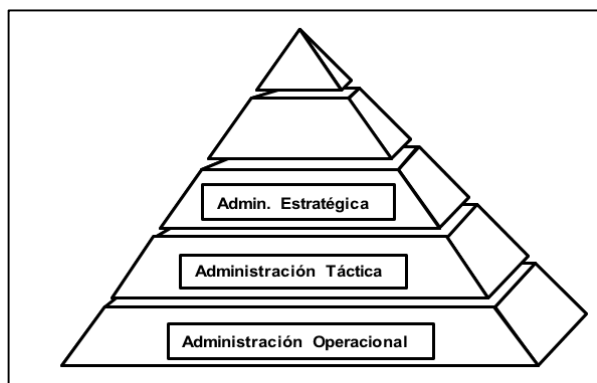 Admin. Estratégica
Administración Táctica
Administración Operacional